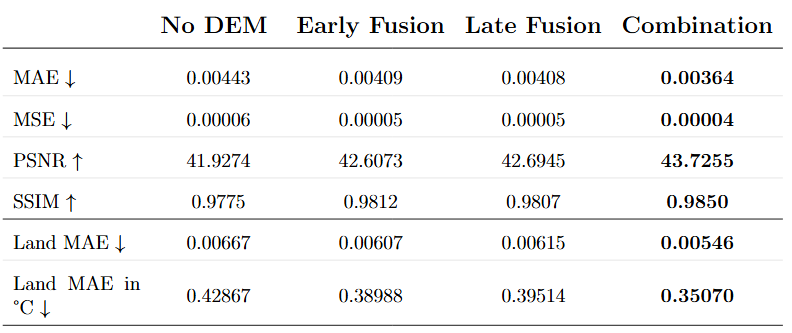 No DEM Early Fusion Late Fusion Combination
MAE ↓ 0.00443 0.00409 0.00408 0.00364
MSE ↓ 0.00006 0.00005 0.00005 0.00004
PSNR ↑ 41.9274 42.6073 42.6945 43.7255
SSIM ↑ 0.9775 0.9812 0.9807 0.9850
Land MAE ↓ 0.00667 0.00607 0.00615 0.00546
Land MAE in
°C ↓ 0.42867 0.38988 0.39514 0.35070